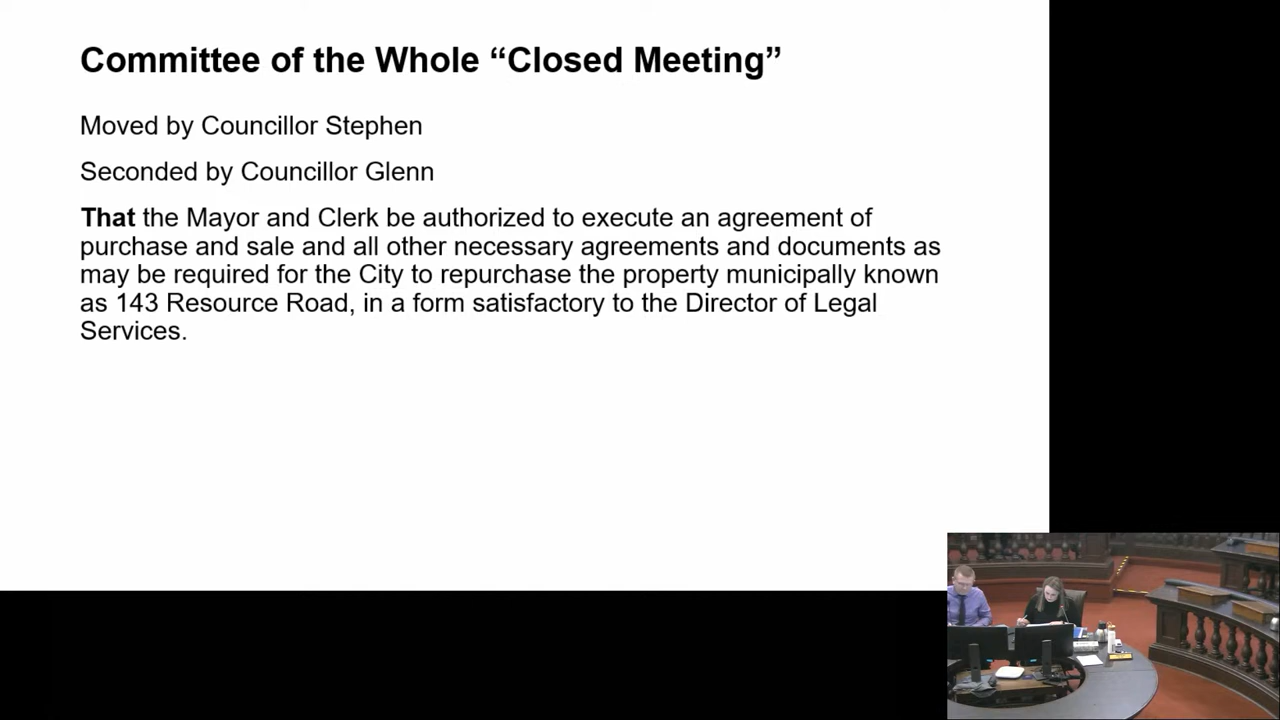 Committee of the Whole “Closed Meeting”
Moved by Councillor Stephen
Seconded by Councillor Glenn
That the Mayor and Clerk be authorized to execute an agreement of
purchase and sale and all other necessary agreements and documents as
may be required for the City to repurchase the property municipally known
as 143 Resource Road, in a form satisfactory to the Director of Legal
Services.